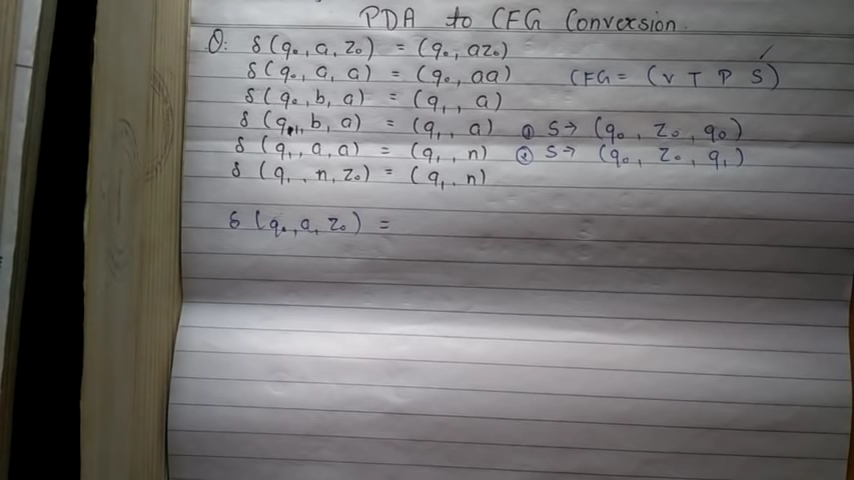 PDA to CFG Conversion.
Q: δ(q₀, a, z₀) = (q₀, az₀)
δ(q₀, a, a) = (q₀, aa) CFG = (V T P S)
δ(q₀, b, a) = (q₁, a)
δ(q₁, b, a) = (q₁, a) ① S → (q₀, z₀, q₀)
δ(q₁, a, a) = (q₁, n) ② S → (q₀, z₀, q₁)
δ(q₁, n, z₀) = (q₁, n)
δ(q₀, a, z₀) =